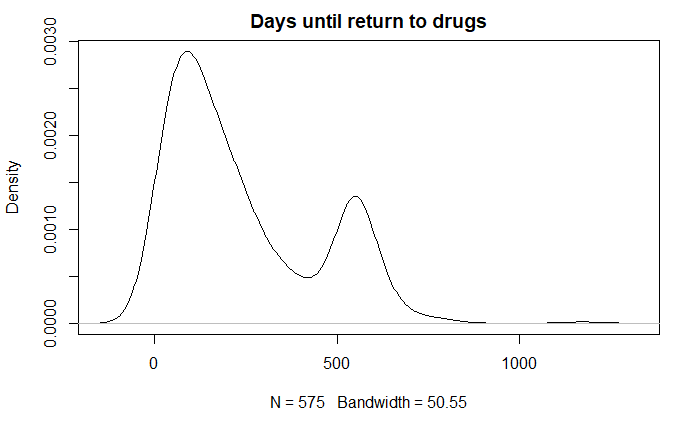 Days until return to drugs
Density
0.0030
0.0020
0.0010
0.0000
0
500
1000
N = 575 Bandwidth = 50.55